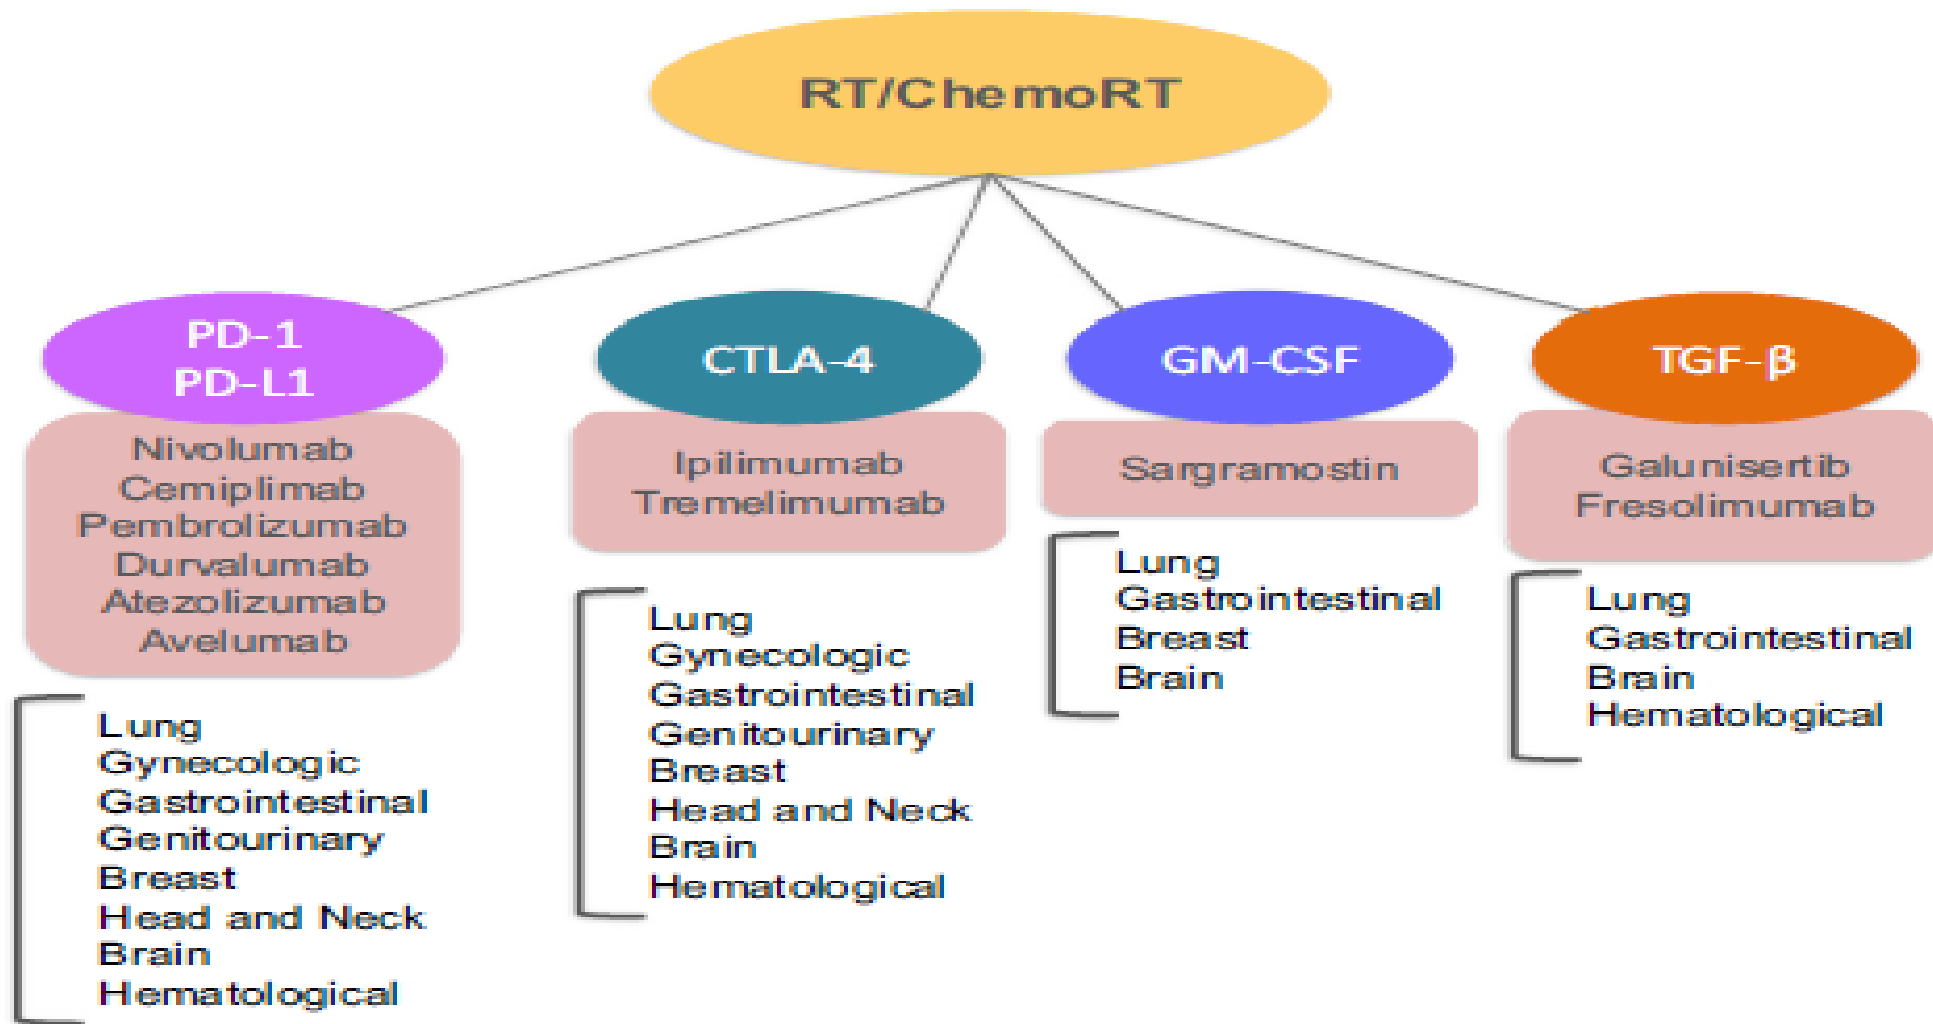 RT/ChemoRT
PD-1
PD-L1
Nivolumab
Cemiplimab
Pembrolizumab
Durvalumab
Atezolizumab
Avelumab
Lung
Gynecologic
Gastrointestinal
Genitourinary
Breast
Head and Neck
Brain
Hematological
CTLA-4
Ipilimumab
Tremelimumab
Lung
Gynecologic
Gastrointestinal
Genitourinary
Breast
Head and Neck
Brain
Hematological
GM-CSF
Sargramostin
Lung
Gastrointestinal
Breast
Brain
TGF-β
Galunisertib
Fresolimumab
Lung
Gastrointestinal
Brain
Hematological